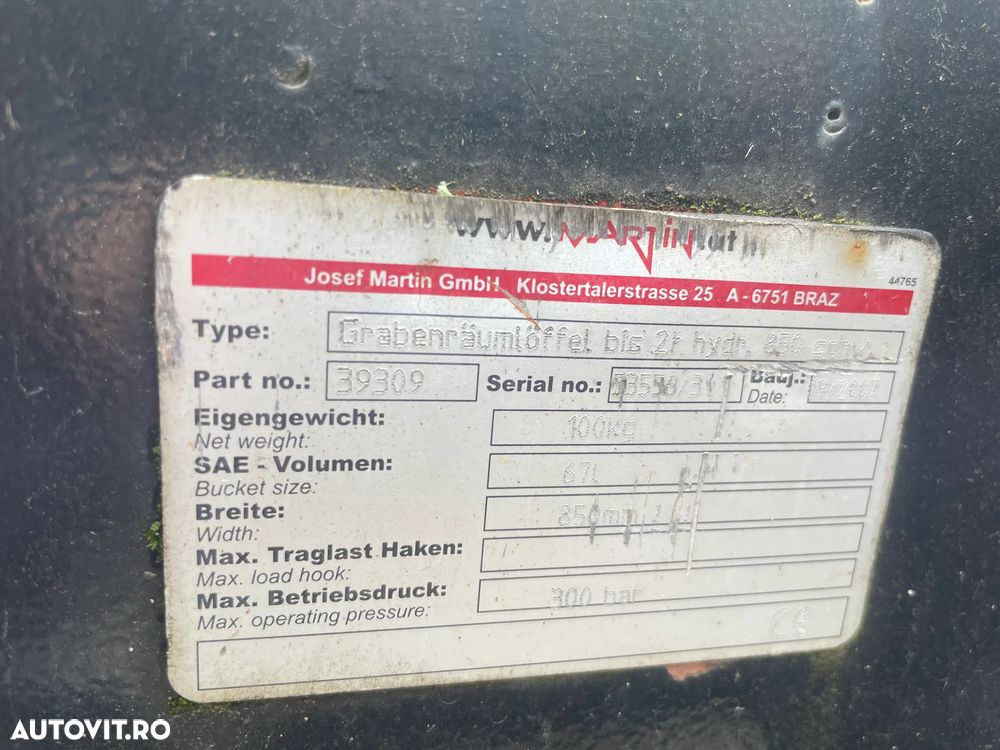 www.MARTIN.at
44765
Josef Martin GmbH Klostertalerstrasse 25 A - 6751 BRAZ
Type: Grabenräumlöffel bis 2t hydr. 850
Part no.: 39309 Serial no.: Bauj.:
Date:
Eigengewicht: 100kg
Net weight:
SAE - Volumen: 67l
Bucket size:
Breite: 850mm
Width:
Max. Traglast Haken:
Max. load hook:
Max. Betriebsdruck: 300 bar
Max. operating pressure:
CE
AUTOVIT.RO